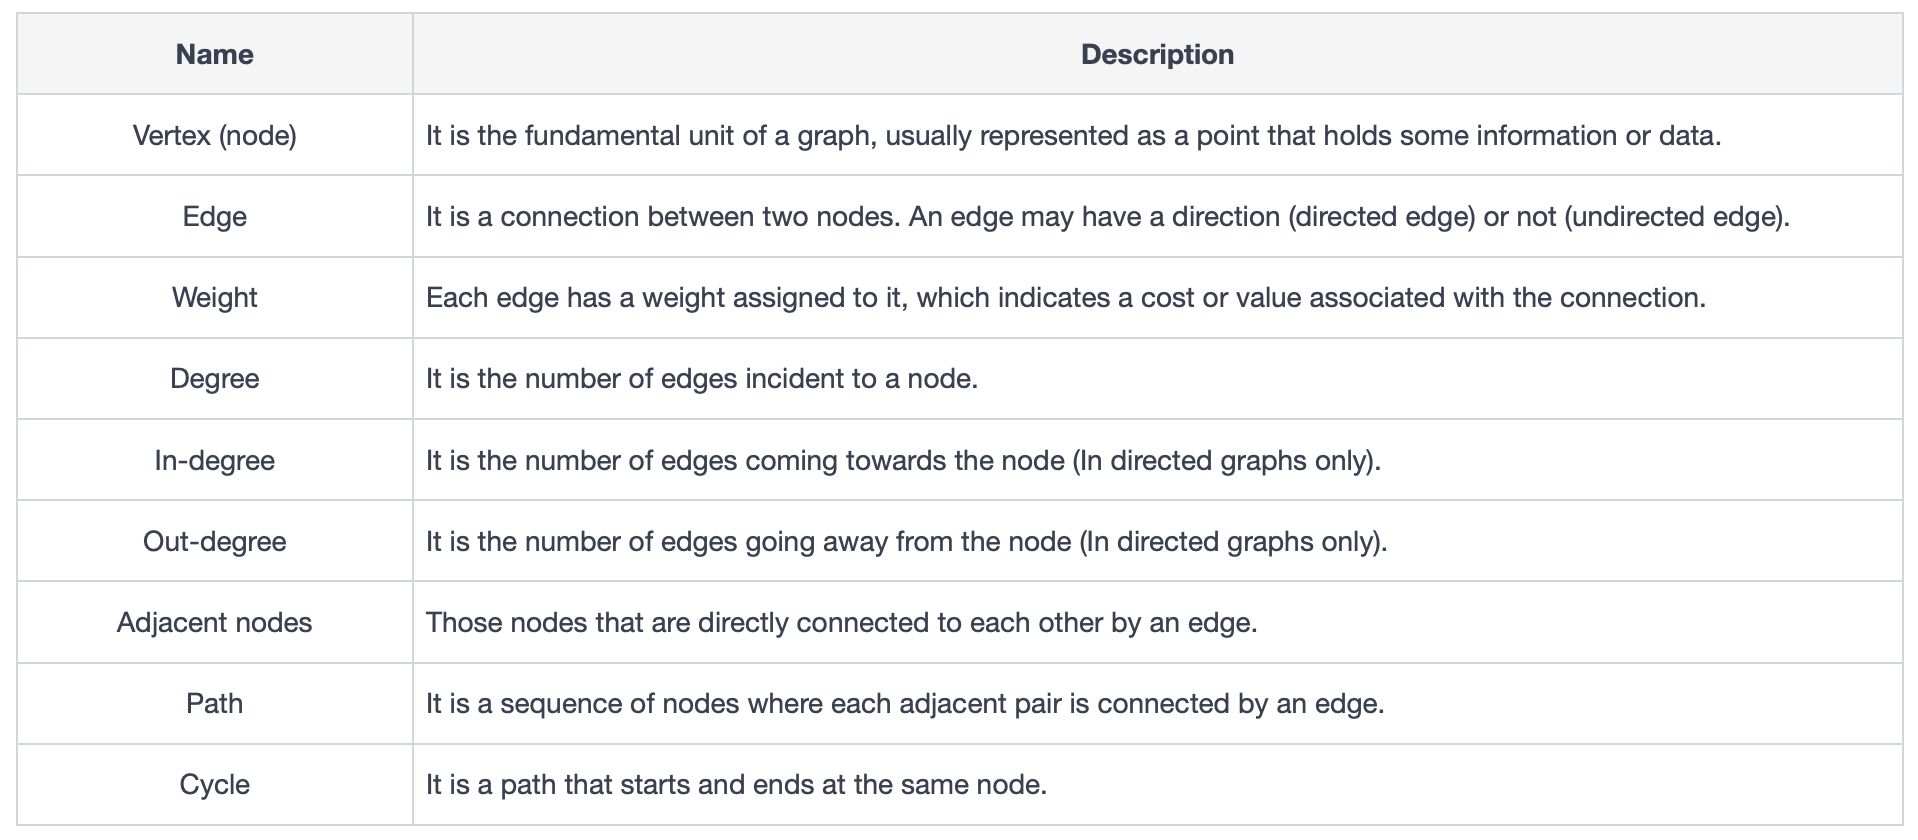 Name Description
Vertex (node) It is the fundamental unit of a graph, usually represented as a point that holds some information or data.
Edge It is a connection between two nodes. An edge may have a direction (directed edge) or not (undirected edge).
Weight Each edge has a weight assigned to it, which indicates a cost or value associated with the connection.
Degree It is the number of edges incident to a node.
In-degree It is the number of edges coming towards the node (In directed graphs only).
Out-degree It is the number of edges going away from the node (In directed graphs only).
Adjacent nodes Those nodes that are directly connected to each other by an edge.
Path It is a sequence of nodes where each adjacent pair is connected by an edge.
Cycle It is a path that starts and ends at the same node.